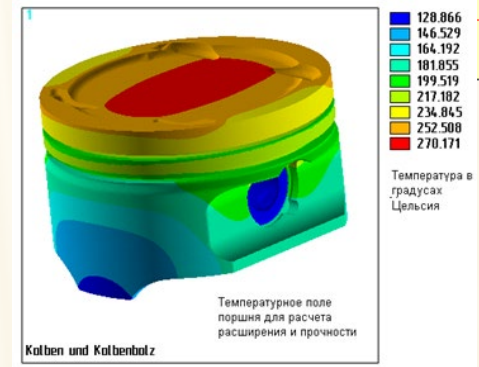 1
128.866
146.529
164.192
181.855
199.519
217.182
234.845
252.508
270.171
Температура в
градусах
Цельсия
Температурное поле
поршня для расчета
расширения и прочности
Kolben und Kolbenbolz